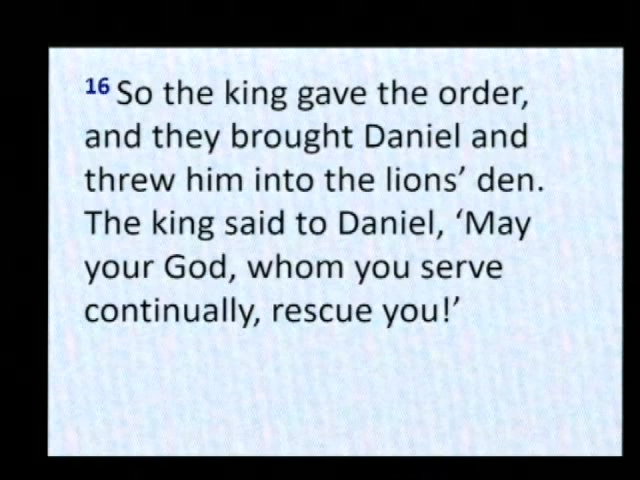 16 So the king gave the order,
and they brought Daniel and
threw him into the lions’ den.
The king said to Daniel, ‘May
your God, whom you serve
continually, rescue you!’